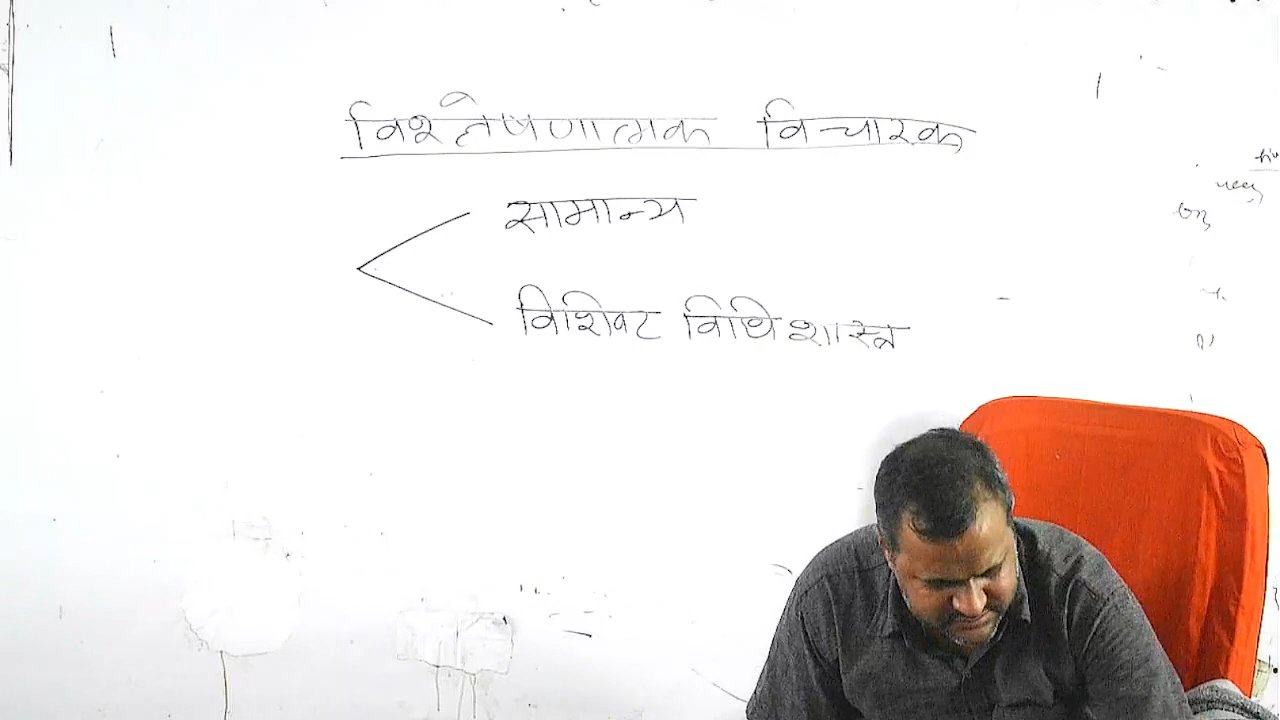 विश्लेषणात्मक विचारक
सामान्य
विशिष्ट विधि शास्त्र